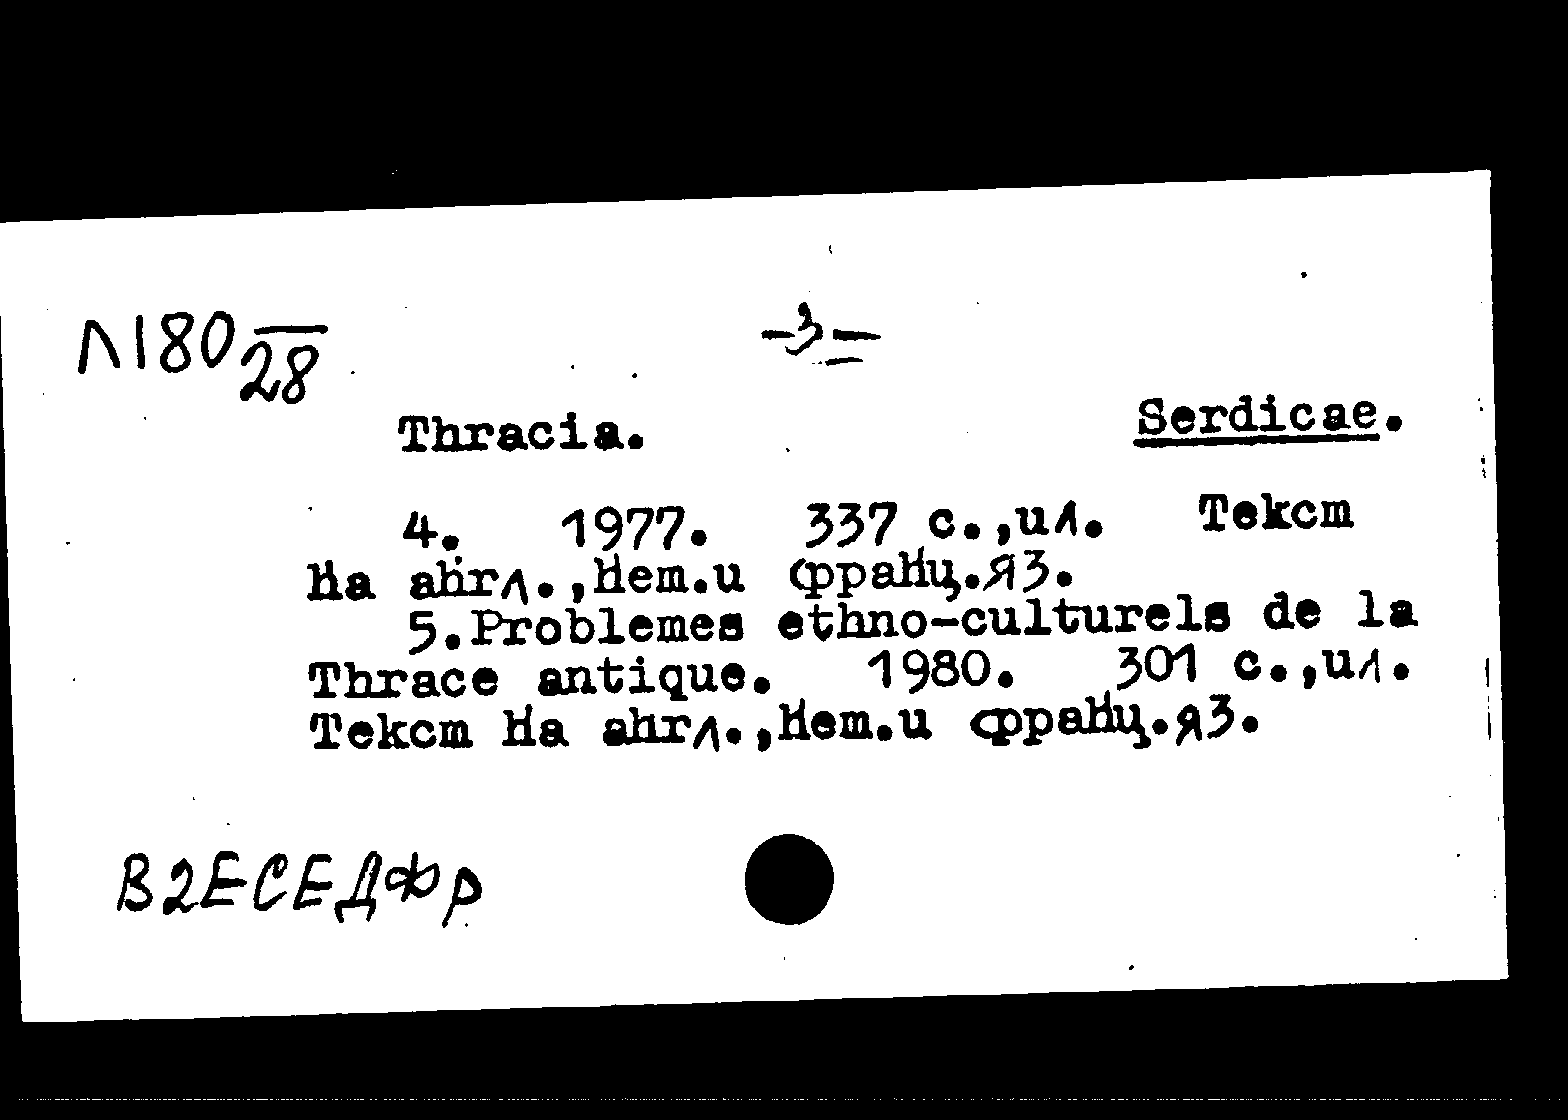 Л180 28
-3-
Thracia. Serdicae.
4. 1977. 337 с.,ил. Текст
на англ.,нем.и франц.яз.
5.Problemes ethno-culturels de la
Thrace antique. 1980. 301 с.,ил.
Текст на англ.,нем.и франц.яз.
В2ЕСЕДФР